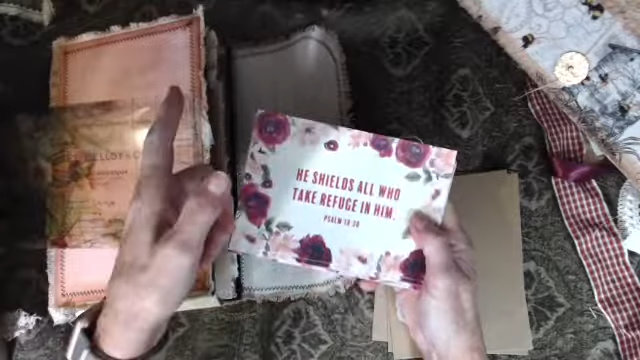 HE SHIELDS ALL WHO
TAKE REFUGE IN HIM.
PSALM 18:30